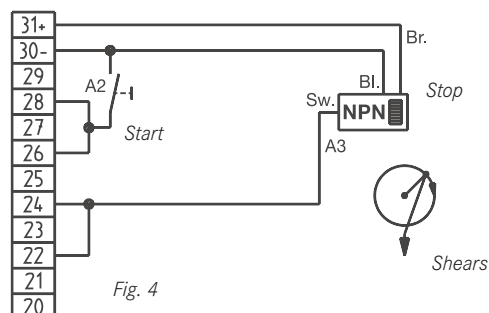 31+
30-
29
28
27
26
25
24
23
22
21
20
A2
Start
Br.
Bl.
Sw.
NPN
Stop
A3
Shears
Fig. 4